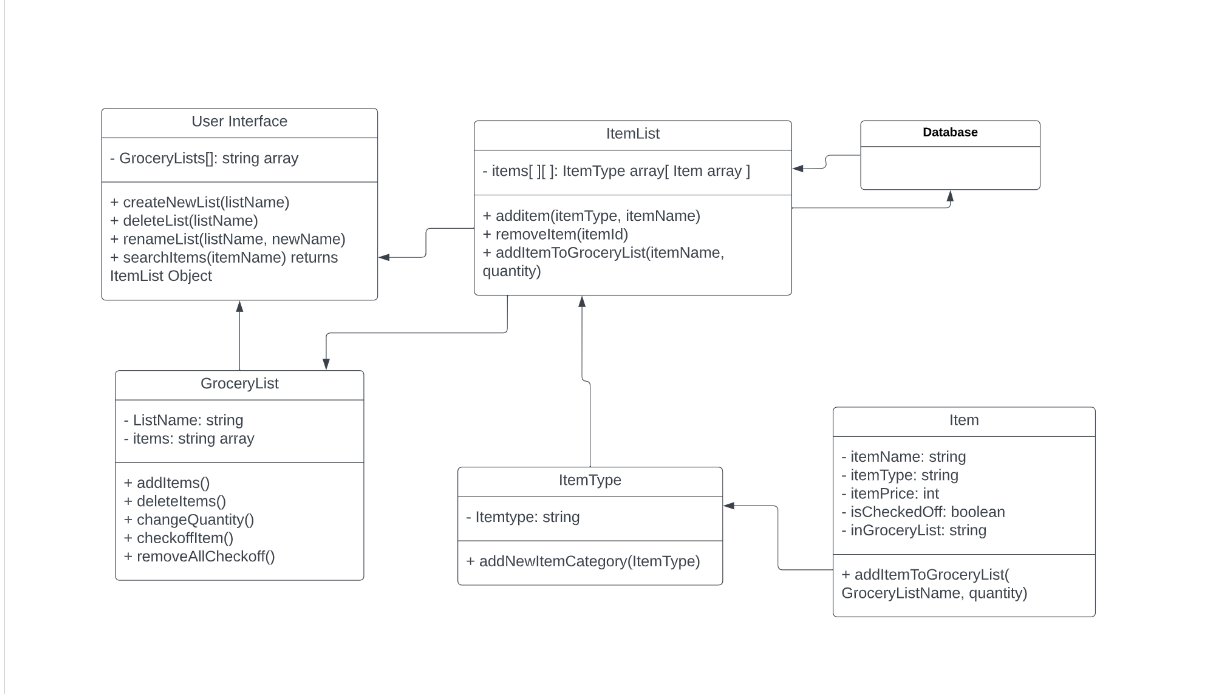 User Interface
- GroceryLists[]: string array
+ createNewList(listName)
+ deleteList(listName)
+ renameList(listName, newName)
+ searchItems(itemName) returns
ItemList Object
ItemList
- items[ ][ ]: ItemType array[ Item array ]
+ additem(itemType, itemName)
+ removeItem(itemId)
+ addItemToGroceryList(itemName,
quantity)
Database
GroceryList
- ListName: string
- items: string array
+ addItems()
+ deleteItems()
+ changeQuantity()
+ checkoffItem()
+ removeAllCheckoff()
ItemType
- Itemtype: string
+ addNewItemCategory(ItemType)
Item
- itemName: string
- itemType: string
- itemPrice: int
- isCheckedOff: boolean
- inGroceryList: string
+ addItemToGroceryList(
GroceryListName, quantity)